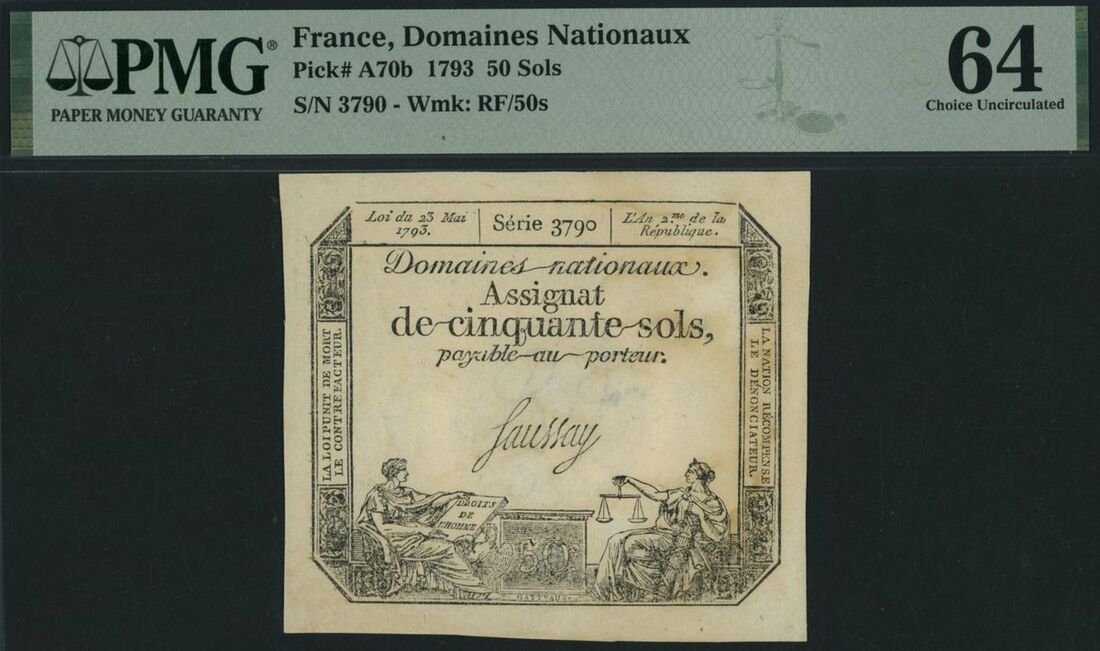 PMG®
PAPER MONEY GUARANTY
France, Domaines Nationaux
Pick# A70b 1793 50 Sols
S/N 3790 - Wmk: RF/50s
64
Choice Uncirculated
Loi du 23 Mai
1793.
Série 3790
L'An 2.me de la
République.
Domaines nationaux.
Assignat
de cinquante sols,
payable au porteur.
LA LOI PUNIT DE MORT
LE CONTREFACTEUR.
LA NATION RÉCOMPENSE
LE DÉNONCIATEUR.
Saussay
DROITS
DE
L'HOMME
50
GATTEAUX